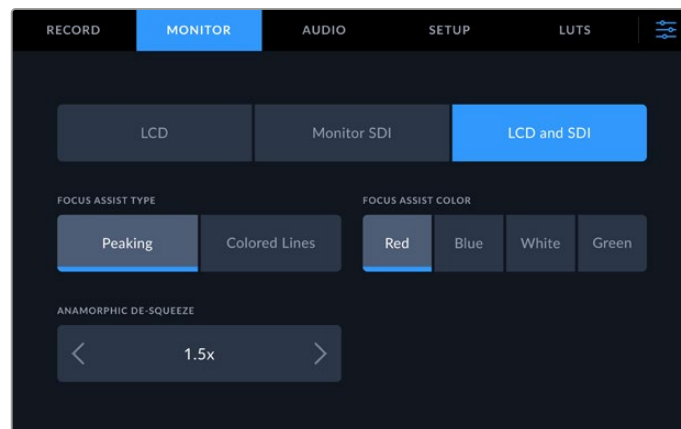 RECORD MONITOR AUDIO SETUP LUTS
LCD Monitor SDI LCD and SDI
FOCUS ASSIST TYPE FOCUS ASSIST COLOR
Peaking Colored Lines Red Blue White Green
ANAMORPHIC DE-SQUEEZE
1.5x